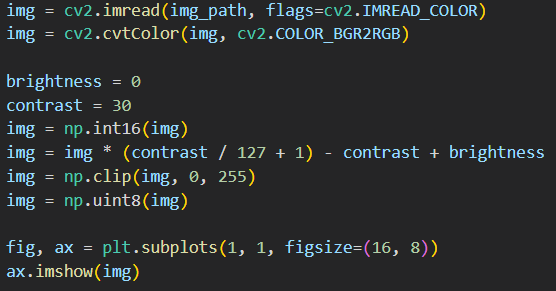 img = cv2.imread(img_path, flags=cv2.IMREAD_COLOR)
img = cv2.cvtColor(img, cv2.COLOR_BGR2RGB)
brightness = 0
contrast = 30
img = np.int16(img)
img = img * (contrast / 127 + 1) - contrast + brightness
img = np.clip(img, 0, 255)
img = np.uint8(img)
fig, ax = plt.subplots(1, 1, figsize=(16, 8))
ax.imshow(img)